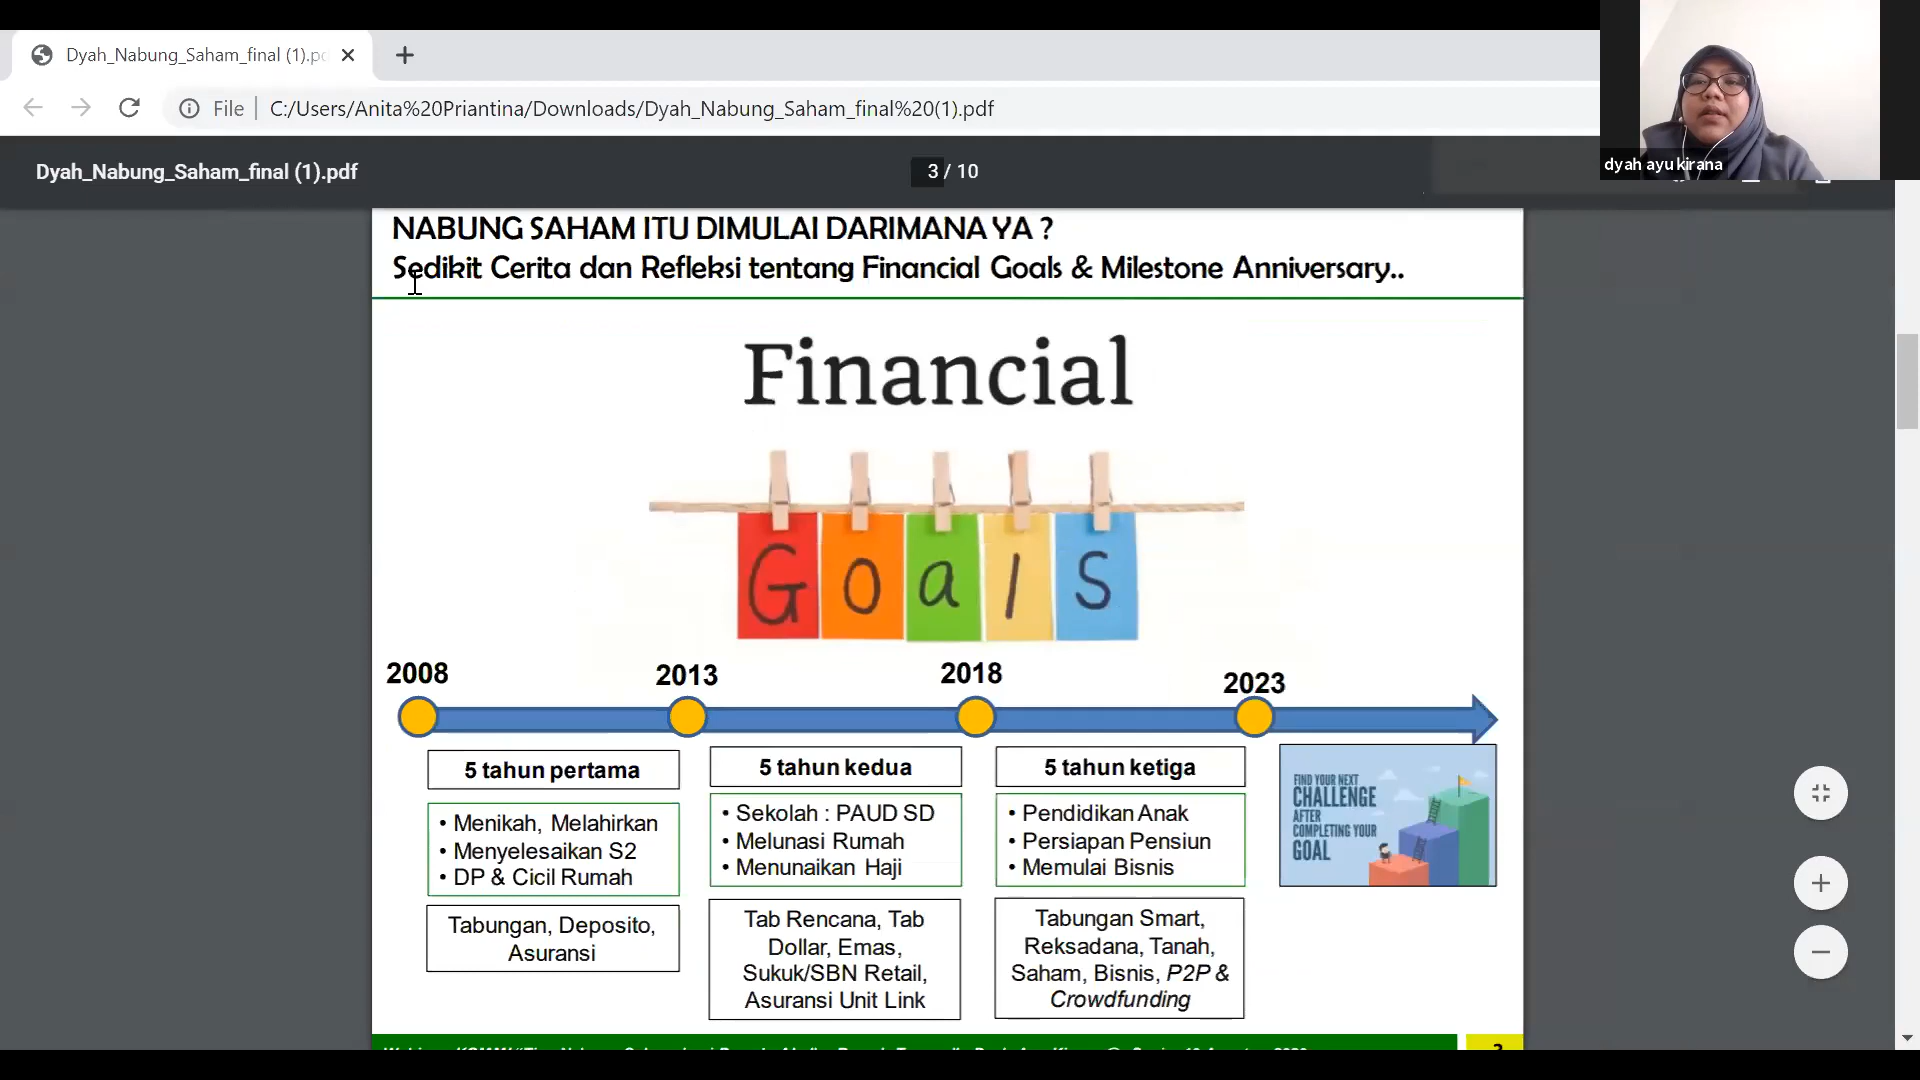 Dyah_Nabung_Saham_final (1).pd
File
C:/Users/Anita%20Priantina/Downloads/Dyah_Nabung_Saham_final%20(1).pdf
dyah ayu kirana
Dyah_Nabung_Saham_final (1).pdf
3 / 10
NABUNG SAHAM ITU DIMULAI DARIMANA YA ?
Sedikit Cerita dan Refleksi tentang Financial Goals & Milestone Anniversary..
Financial
Goals
2008
2013
2018
2023
5 tahun pertama
• Menikah, Melahirkan
• Menyelesaikan S2
• DP & Cicil Rumah
Tabungan, Deposito,
Asuransi
5 tahun kedua
• Sekolah : PAUD SD
• Melunasi Rumah
• Menunaikan Haji
Tab Rencana, Tab
Dollar, Emas,
Sukuk/SBN Retail,
Asuransi Unit Link
5 tahun ketiga
• Pendidikan Anak
• Persiapan Pensiun
• Memulai Bisnis
Tabungan Smart,
Reksadana, Tanah,
Saham, Bisnis, P2P &
Crowdfunding
FIND YOUR NEXT
CHALLENGE
AFTER
COMPLETING YOUR
GOAL